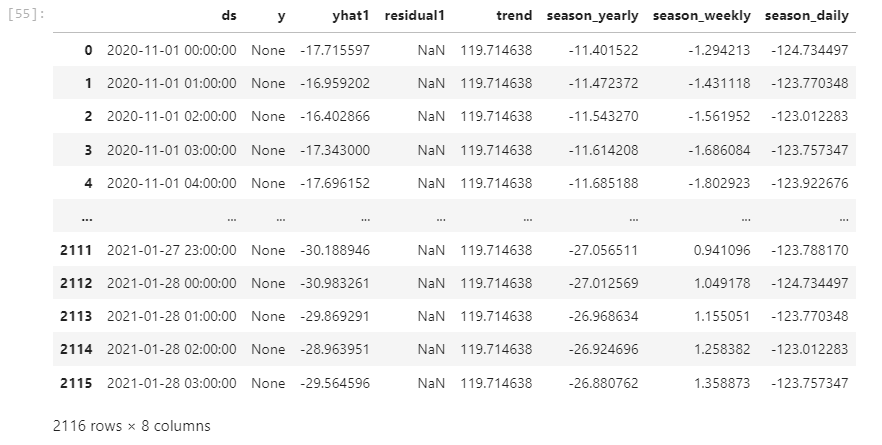 [55]: ds y yhat1 residual1 trend season_yearly season_weekly season_daily
0 2020-11-01 00:00:00 None -17.715597 NaN 119.714638 -11.401522 -1.294213 -124.734497
1 2020-11-01 01:00:00 None -16.959202 NaN 119.714638 -11.472372 -1.431118 -123.770348
2 2020-11-01 02:00:00 None -16.402866 NaN 119.714638 -11.543270 -1.561952 -123.012283
3 2020-11-01 03:00:00 None -17.343000 NaN 119.714638 -11.614208 -1.686084 -123.757347
4 2020-11-01 04:00:00 None -17.696152 NaN 119.714638 -11.685188 -1.802923 -123.922676
... ... ... ... ... ... ... ... ...
2111 2021-01-27 23:00:00 None -30.188946 NaN 119.714638 -27.056511 0.941096 -123.788170
2112 2021-01-28 00:00:00 None -30.983261 NaN 119.714638 -27.012569 1.049178 -124.734497
2113 2021-01-28 01:00:00 None -29.869291 NaN 119.714638 -26.968634 1.155051 -123.770348
2114 2021-01-28 02:00:00 None -28.963951 NaN 119.714638 -26.924696 1.258382 -123.012283
2115 2021-01-28 03:00:00 None -29.564596 NaN 119.714638 -26.880762 1.358873 -123.757347
2116 rows × 8 columns